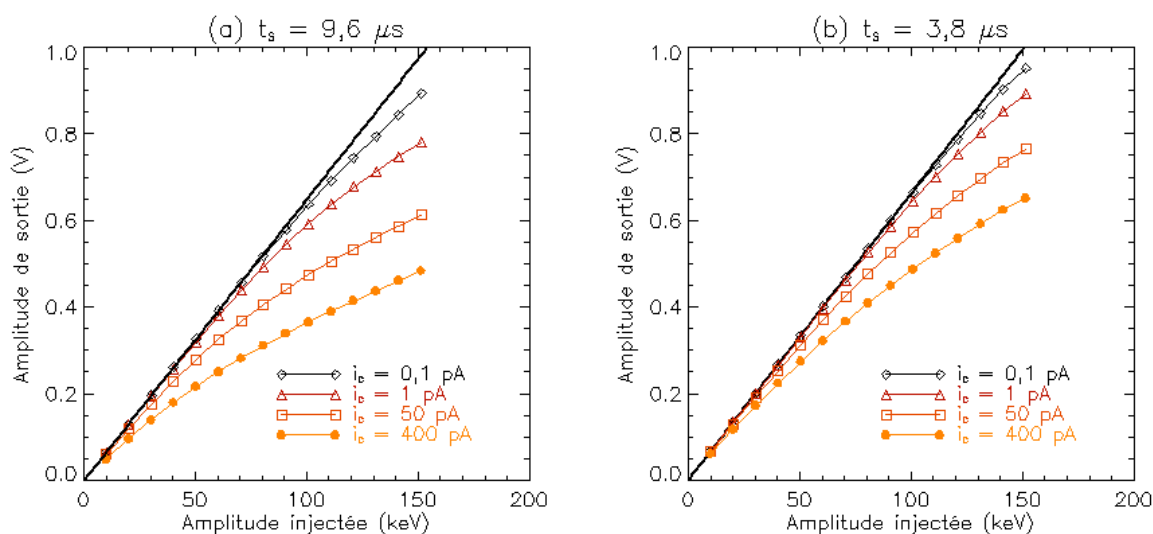 (a) tₛ = 9,6 μs
1.0
0.8
0.6
0.4
0.2
0.0
Amplitude de sortie (V)
0 50 100 150 200
Amplitude injectée (keV)
i_c = 0,1 pA
i_c = 1 pA
i_c = 50 pA
i_c = 400 pA
(b) tₛ = 3,8 μs
1.0
0.8
0.6
0.4
0.2
0.0
Amplitude de sortie (V)
0 50 100 150 200
Amplitude injectée (keV)
i_c = 0,1 pA
i_c = 1 pA
i_c = 50 pA
i_c = 400 pA